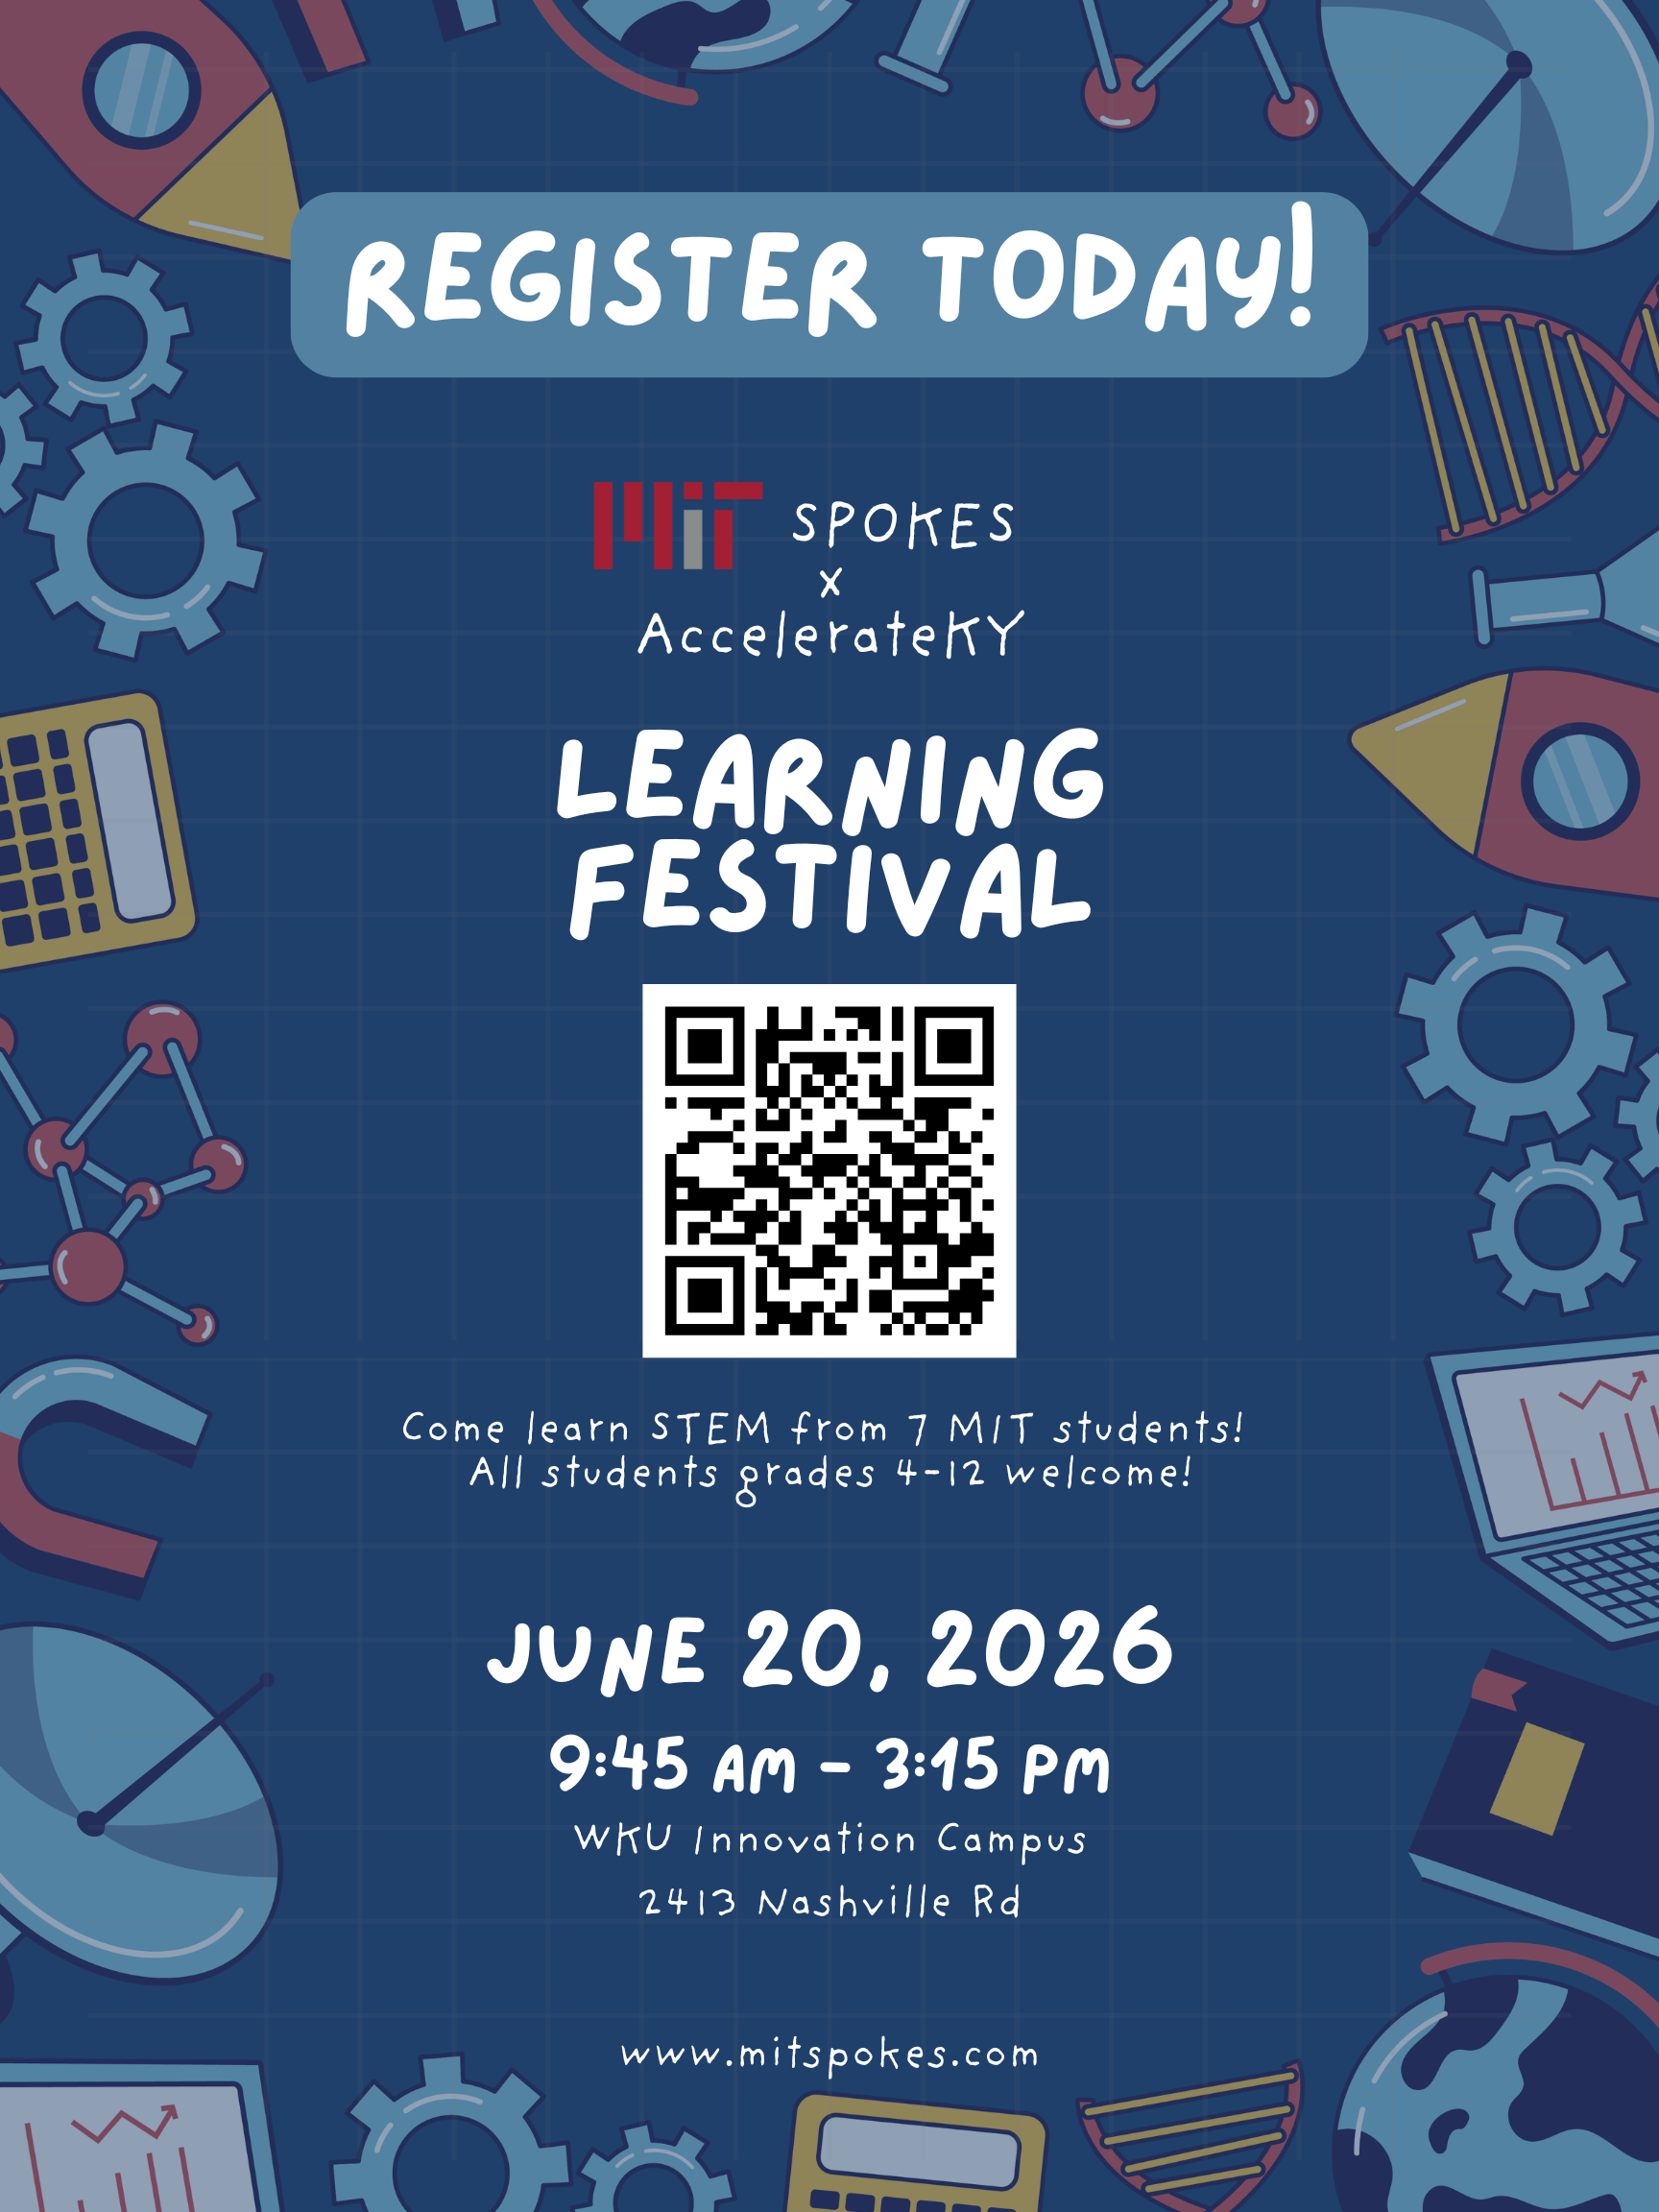 REGISTER TODAY!
MIT SPOKES
x
AccelerateKY
LEARNING
FESTIVAL
Come learn STEM from 7 MIT students!
All students grades 4-12 welcome!
JUNE 20, 2026
9:45 AM - 3:15 PM
WKU Innovation Campus
2413 Nashville Rd
www.mitspokes.com